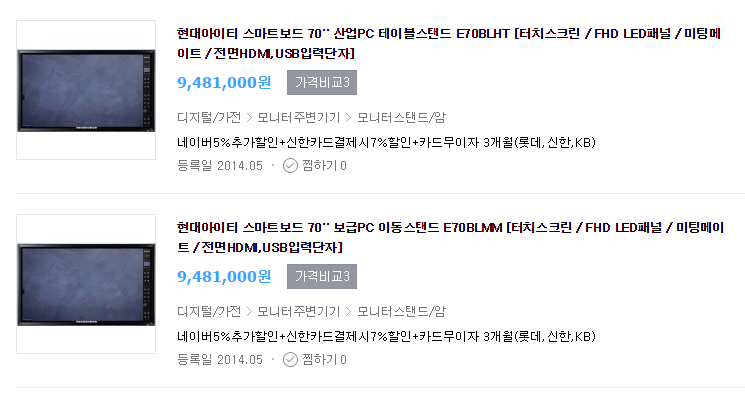 현대아이티 스마트보드 70'' 산업PC 테이블스탠드 E70BLHT [터치스크린 / FHD LED패널 / 미팅메
이트 / 전면HDMI,USB입력단자]
9,481,000원 가격비교3
디지털/가전 > 모니터주변기기 > 모니터스탠드/암
네이버5%추가할인+신한카드결제시7%할인+카드무이자 3개월(롯데, 신한,KB)
등록일 2014.05 · 찜하기 0
현대아이티 스마트보드 70'' 보급PC 이동스탠드 E70BLMM [터치스크린 / FHD LED패널 / 미팅메이
트 / 전면HDMI,USB입력단자]
9,481,000원 가격비교3
디지털/가전 > 모니터주변기기 > 모니터스탠드/암
네이버5%추가할인+신한카드결제시7%할인+카드무이자 3개월(롯데, 신한,KB)
등록일 2014.05 · 찜하기 0